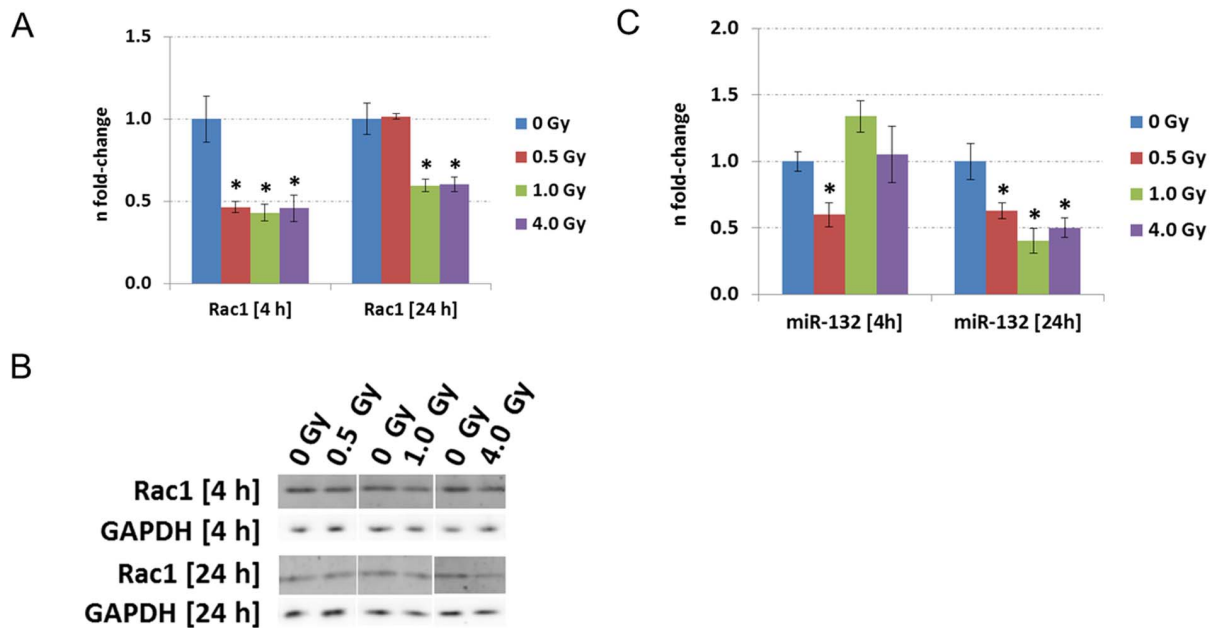 A
n fold-change
1.5
1.0
0.5
0.0
* * *
* *
Rac1 [4 h] Rac1 [24 h]
0 Gy
0.5 Gy
1.0 Gy
4.0 Gy
C
n fold-change
2.0
1.5
1.0
0.5
0.0
*
* * *
miR-132 [4h] miR-132 [24h]
0 Gy
0.5 Gy
1.0 Gy
4.0 Gy
B
0 Gy 0.5 Gy 0 Gy 1.0 Gy 0 Gy 4.0 Gy
Rac1 [4 h]
GAPDH [4 h]
Rac1 [24 h]
GAPDH [24 h]